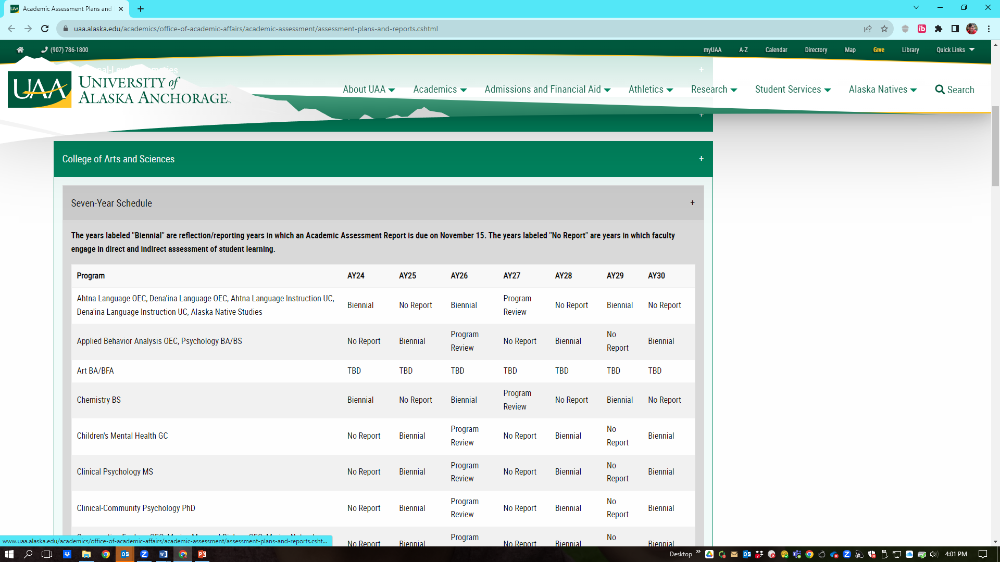 Academic Assessment Plans and
uaa.alaska.edu/academics/office-of-academic-affairs/academic-assessment/assessment-plans-and-reports.cshtml
(907) 786-1800
myUAA A-Z Calendar Directory Map Give Library Quick Links
UAA UNIVERSITY of
ALASKA ANCHORAGE
About UAA Academics Admissions and Financial Aid Athletics Research Student Services Alaska Natives Search
+
+
College of Arts and Sciences +
Seven-Year Schedule +
The years labeled "Biennial" are reflection/reporting years in which an Academic Assessment Report is due on November 15. The years labeled "No Report" are years in which faculty
engage in direct and indirect assessment of student learning.
Program AY24 AY25 AY26 AY27 AY28 AY29 AY30
Ahtna Language OEC, Dena'ina Language OEC, Ahtna Language Instruction UC,
Dena'ina Language Instruction UC, Alaska Native Studies
Biennial No Report Biennial Program Review No Report Biennial No Report
Applied Behavior Analysis OEC, Psychology BA/BS No Report Biennial Program Review No Report Biennial No Report Biennial
Art BA/BFA TBD TBD TBD TBD TBD TBD TBD
Chemistry BS Biennial No Report Biennial Program Review No Report Biennial No Report
Children's Mental Health GC No Report Biennial Program Review No Report Biennial No Report Biennial
Clinical Psychology MS No Report Biennial Program Review No Report Biennial No Report Biennial
Clinical-Community Psychology PhD No Report Biennial Program Review No Report Biennial No Report Biennial
No Report Biennial Program No Report Biennial No Biennial
www.uaa.alaska.edu/academics/office-of-academic-affairs/academic-assessment/assessment-plans-and-reports.csht...
Desktop 4:01 PM